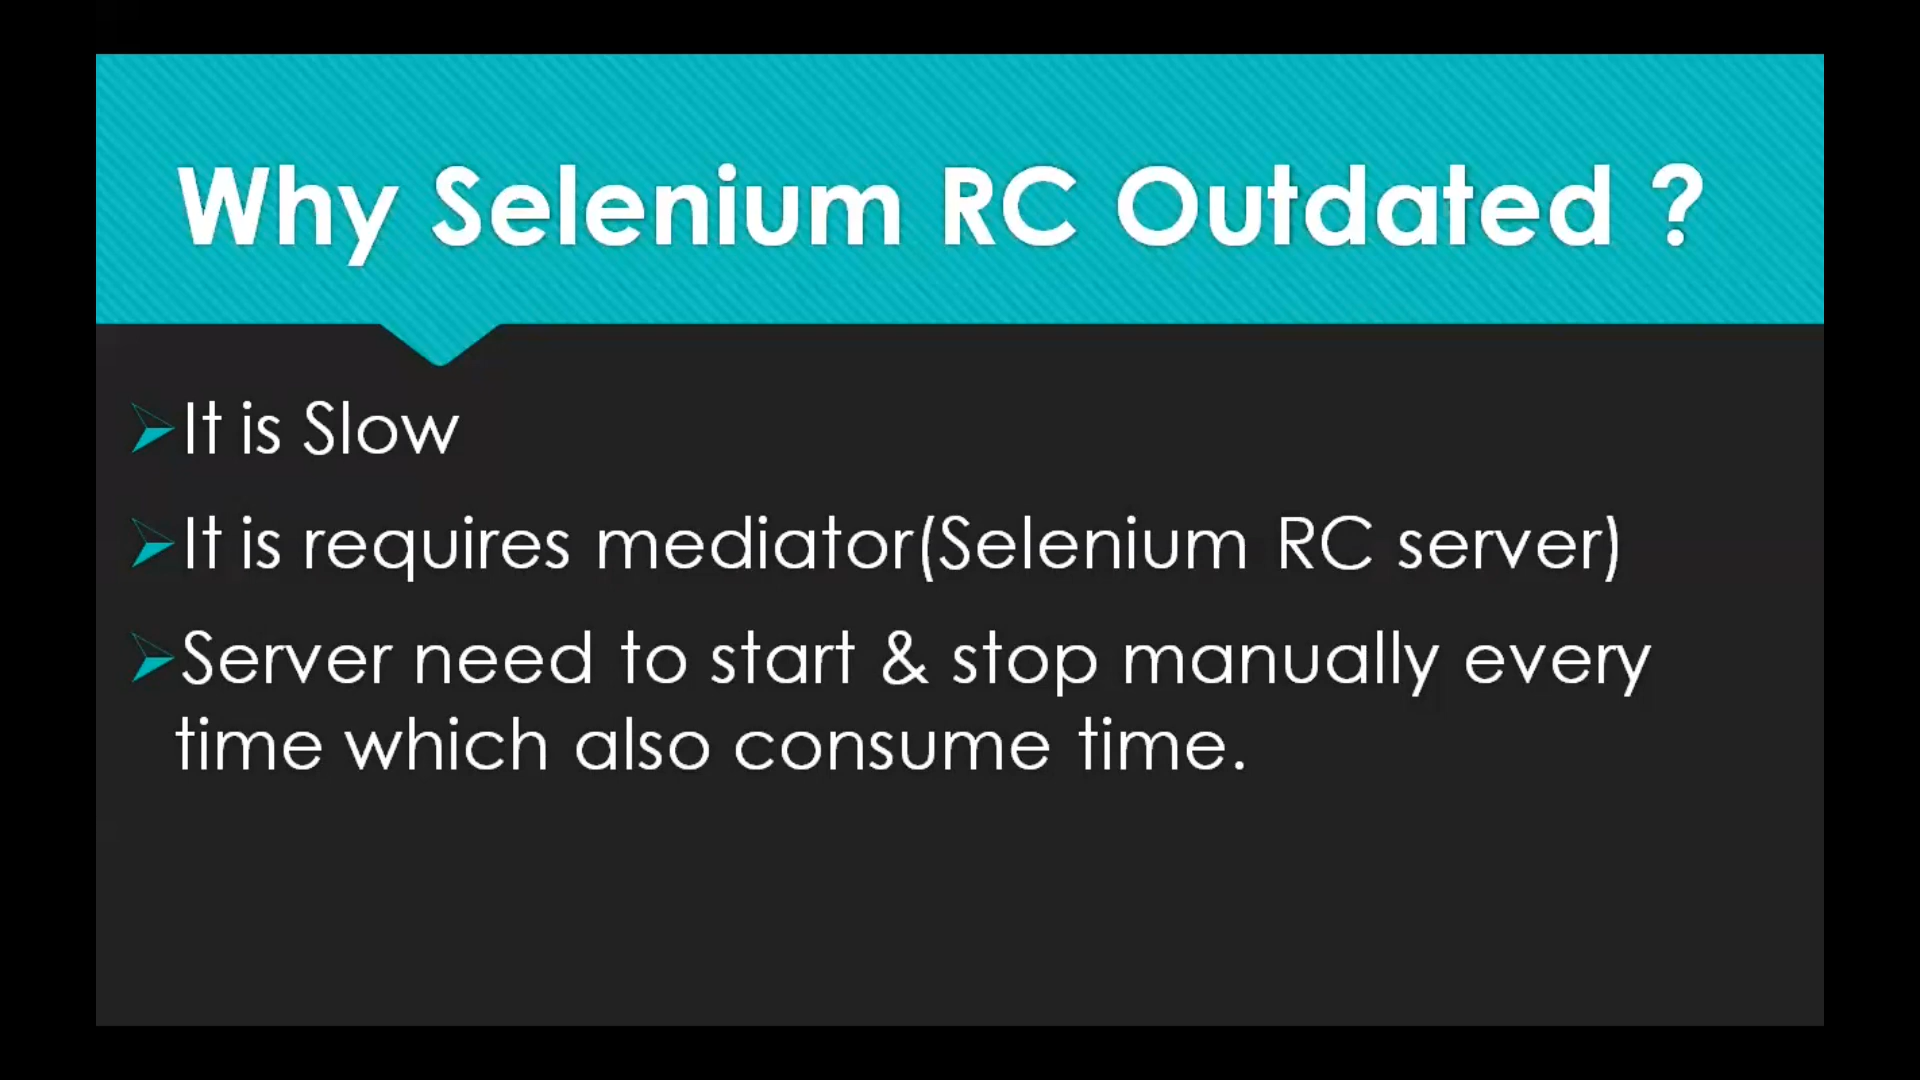 Why Selenium RC Outdated ?
It is Slow
It is requires mediator(Selenium RC server)
Server need to start & stop manually every
time which also consume time.